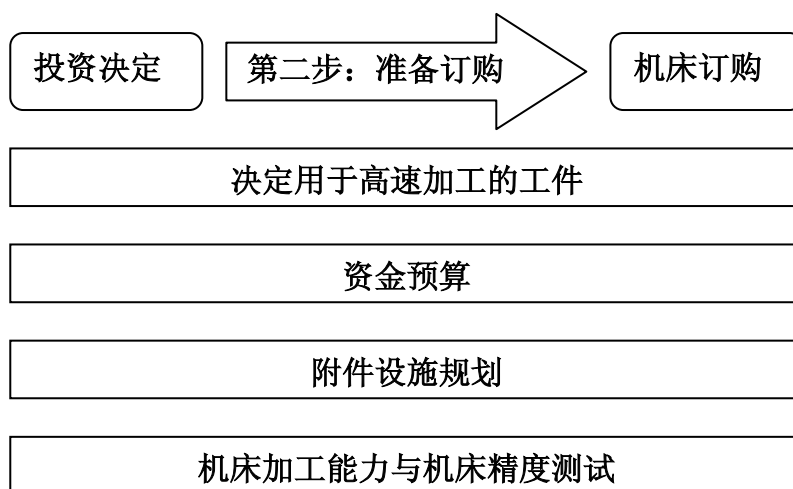 投资决定
第二步：准备订购
机床订购
决定用于高速加工的工件
资金预算
附件设施规划
机床加工能力与机床精度测试